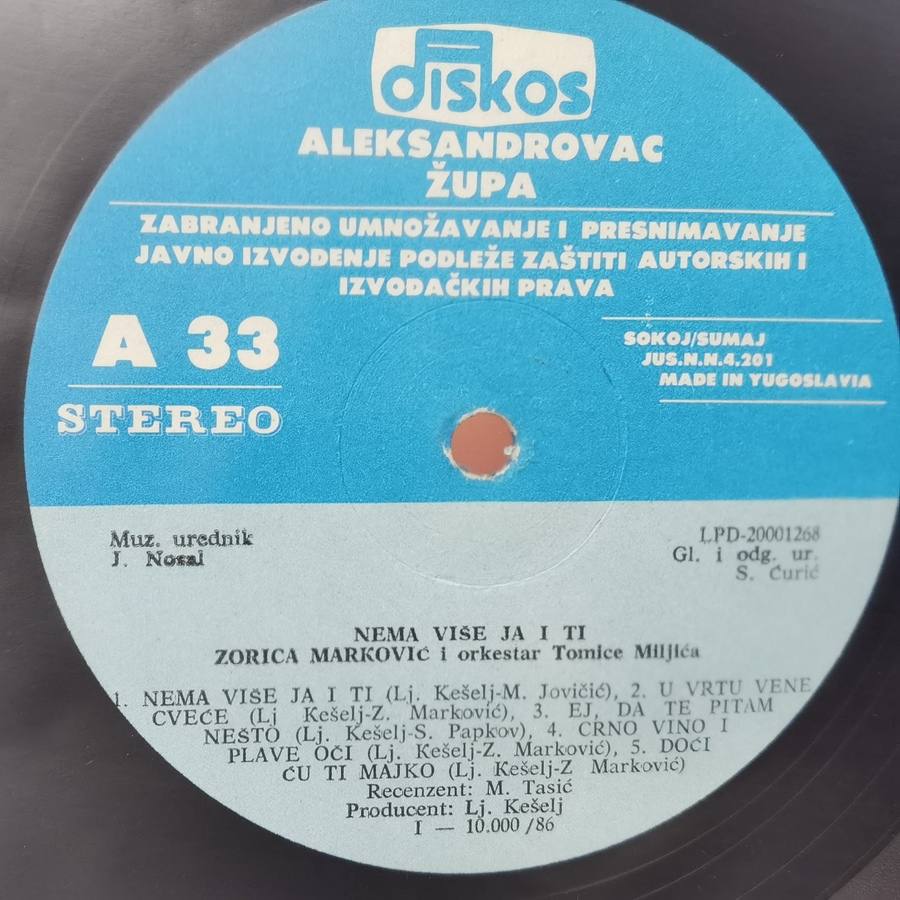 diskos
ALEKSANDROVAC
ŽUPA
ZABRANJENO UMNOŽAVANJE I PRESNIMAVANJE
JAVNO IZVOĐENJE PODLEŽE ZAŠTITI AUTORSKIH I
IZVOĐAČKIH PRAVA
A 33
STEREO
SOKOJ/SUMAJ
JUS.N.N.4.201
MADE IN YUGOSLAVIA
Muz. urednik
J. Nosal
LPD-20001268
Gl. i odg. ur.
S. Ćurić
NEMA VIŠE JA I TI
ZORICA MARKOVIĆ i orkestar Tomice Miljića
1. NEMA VIŠE JA I TI (Lj. Kešelj-M. Jovičić), 2. U VRTU VENE
CVEĆE (Lj Kešelj-Z. Marković), 3. EJ, DA TE PITAM
NEŠTO (Lj. Kešelj-S. Papkov), 4. CRNO VINO I
PLAVE OČI (Lj. Kešelj-Z. Marković), 5. DOĆI
ĆU TI MAJKO (Lj. Kešelj-Z Marković)
Recenzent: M. Tasić
Producent: Lj. Kešelj
I — 10.000 /86